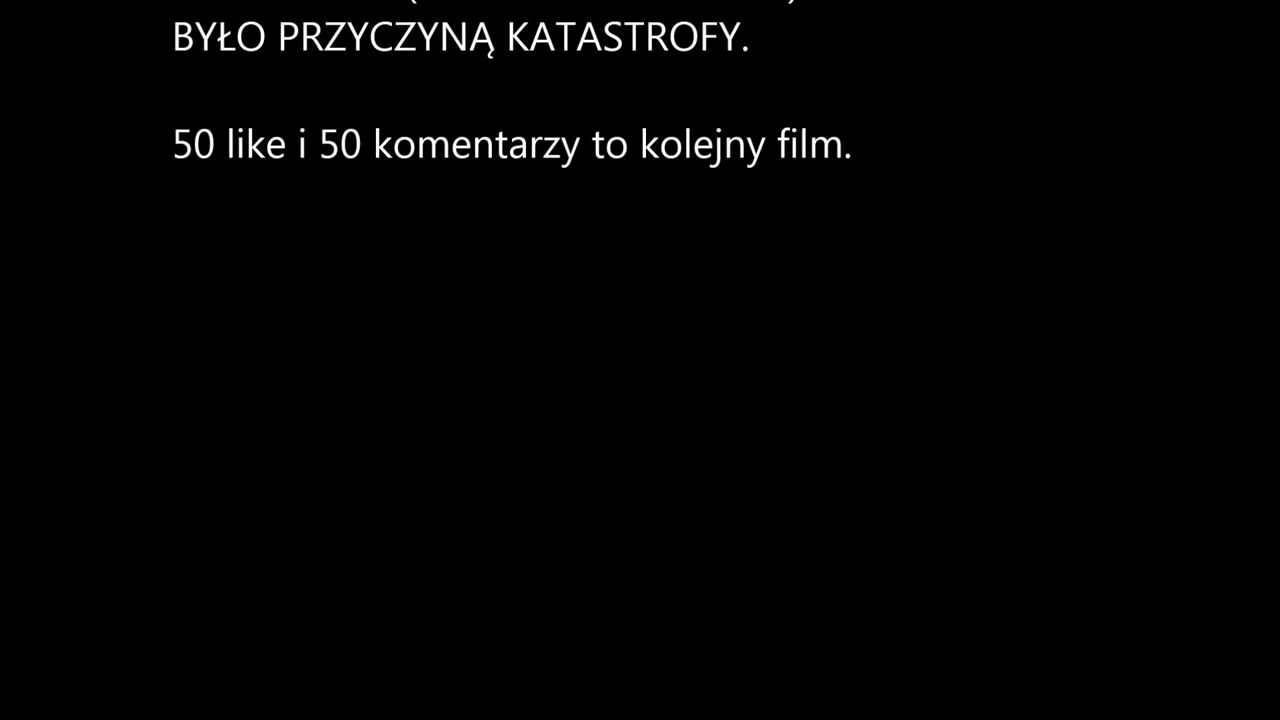 BYŁO PRZYCZYNĄ KATASTROFY.
50 like i 50 komentarzy to kolejny film.